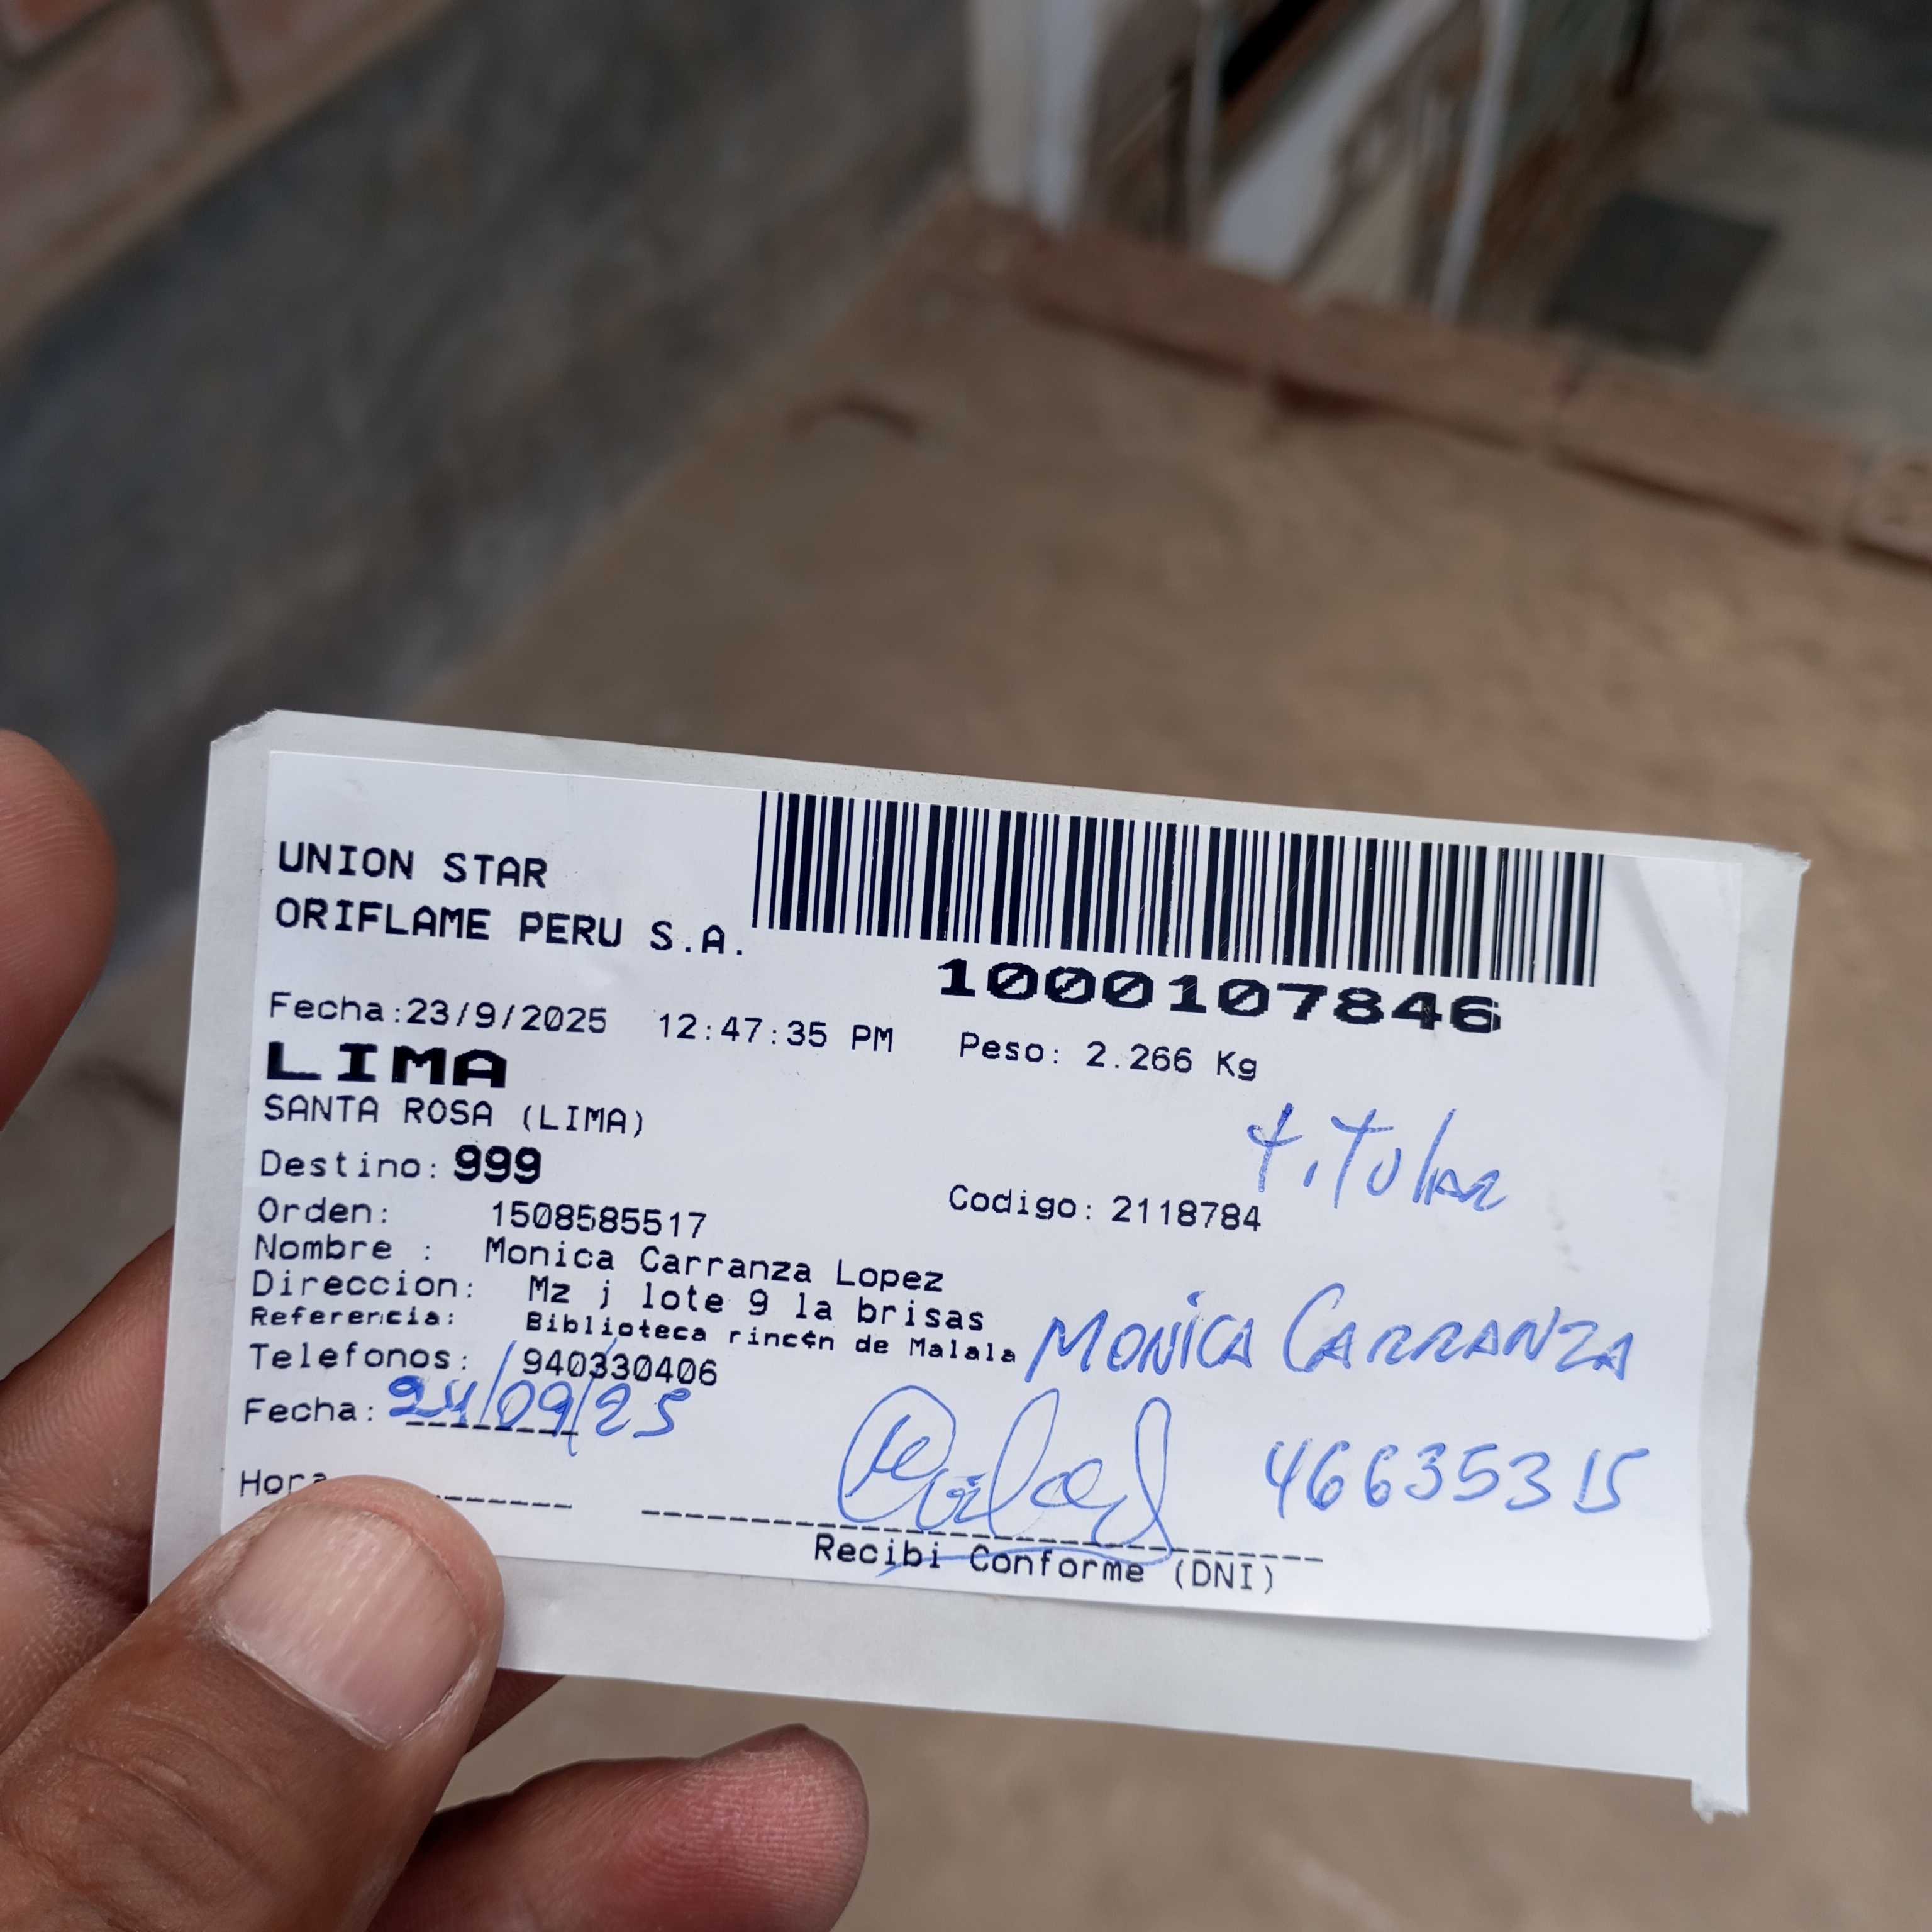 UNION STAR
ORIFLAME PERU S.A.
1000107846
Fecha:23/9/2025 12:47:35 PM Peso: 2.266 Kg
LIMA
SANTA ROSA (LIMA)
titular
Destino: 999
Orden: 1508585517 Codigo: 2118784
Nombre : Monica Carranza Lopez
Direccion: Mz j lote 9 la brisas
Referencia: Biblioteca rinc¢n de Malala
MONICA CARRANZA
Telefonos: 940330406
Fecha: 24/09/25
46635315
Hora
Recibi Conforme (DNI)